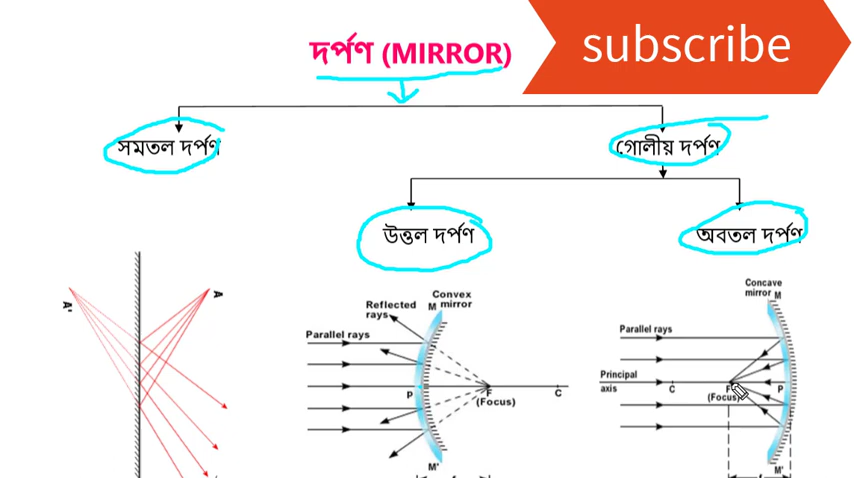 subscribe
দর্পণ (MIRROR)
সমতল দর্পণ
গোলীয় দর্পণ
উত্তল দর্পণ
অবতল দর্পণ
A'
A
Reflected
rays
M
Convex
mirror
Parallel rays
P
F
(Focus)
C
M'
Concave
mirror
M
Parallel rays
Principal
axis
C
F
(Focus)
P
M'